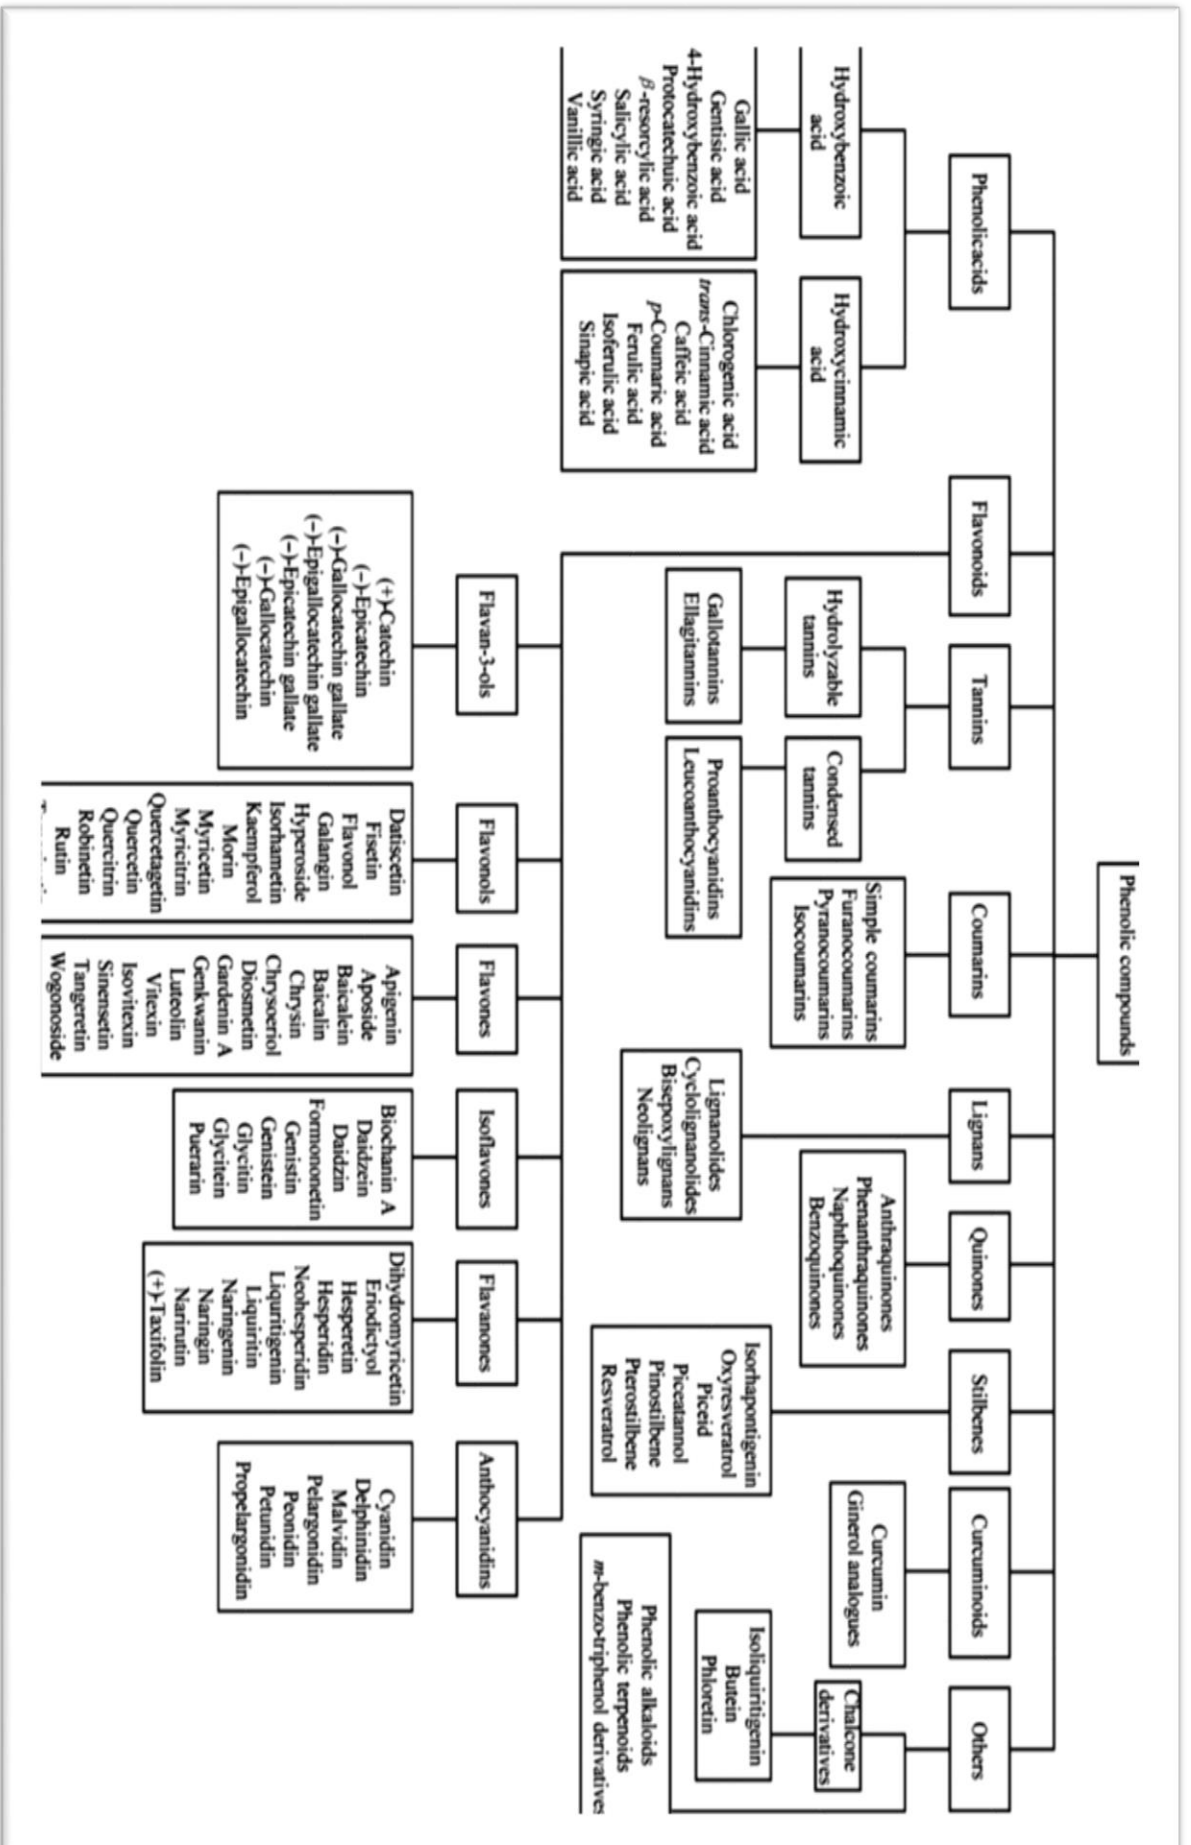 Phenolic compounds
Phenolicacids
Flavonoids
Tannins
Coumarins
Lignans
Quinones
Stilbenes
Curcuminoids
Others
Hydroxybenzoic
acid
Hydroxycinnamic
acid
Gallic acid
Gentisic acid
4-Hydroxybenzoic acid
Protocatechuic acid
β-resorcylic acid
Salicylic acid
Syringic acid
Vanillic acid
Chlorogenic acid
trans-Cinnamic acid
Caffeic acid
p-Coumaric acid
Ferulic acid
Isoferulic acid
Sinapic acid
Hydrolyzable
tannins
Condensed
tannins
Gallotannins
Ellagitannins
Proanthocyanidins
Leucoanthocyanidins
Simple coumarins
Furanocoumarins
Pyranocoumarins
Isocoumarins
Lignanolides
Cyclolignanolides
Bisepoxylignans
Neolignans
Anthraquinones
Phenanthraquinones
Naphthoquinones
Benzoquinones
Isorhapontigenin
Oxyresveratrol
Piceid
Piceatannol
Pinostilbene
Pterostilbene
Resveratrol
Curcumin
Ginerol analogues
Chalcone
derivatives
Isoliquiritigenin
Butein
Phloretin
Phenolic alkaloids
Phenolic terpenoids
m-benzo-triphenol derivatives
Flavan-3-ols
Flavonols
Flavones
Isoflavones
Flavanones
Anthocyanidins
(+)-Catechin
(−)-Epicatechin
(−)-Gallocatechin gallate
(−)-Epigallocatechin gallate
(−)-Epicatechin gallate
(−)-Gallocatechin
(−)-Epigallocatechin
Datiscetin
Fisetin
Flavonol
Galangin
Hyperoside
Isorhametin
Kaempferol
Morin
Myricetin
Myricitrin
Quercetagetin
Quercetin
Quercitrin
Robinetin
Rutin
Apigenin
Aposide
Baicalein
Baicalin
Chrysin
Chrysoeriol
Diosmetin
Gardenin A
Genkwanin
Luteolin
Vitexin
Isovitexin
Sinensetin
Tangeretin
Wogonoside
Biochanin A
Daidzein
Daidzin
Formononetin
Genistin
Genistein
Glycitin
Glycitein
Puerarin
Dihydromyricetin
Eriodictyol
Hesperetin
Hesperidin
Neohesperidin
Liquritigenin
Liquiritin
Naringenin
Naringin
Narirutin
(+)-Taxifolin
Cyanidin
Delphinidin
Malvidin
Pelargonidin
Peonidin
Petunidin
Propelargonidin